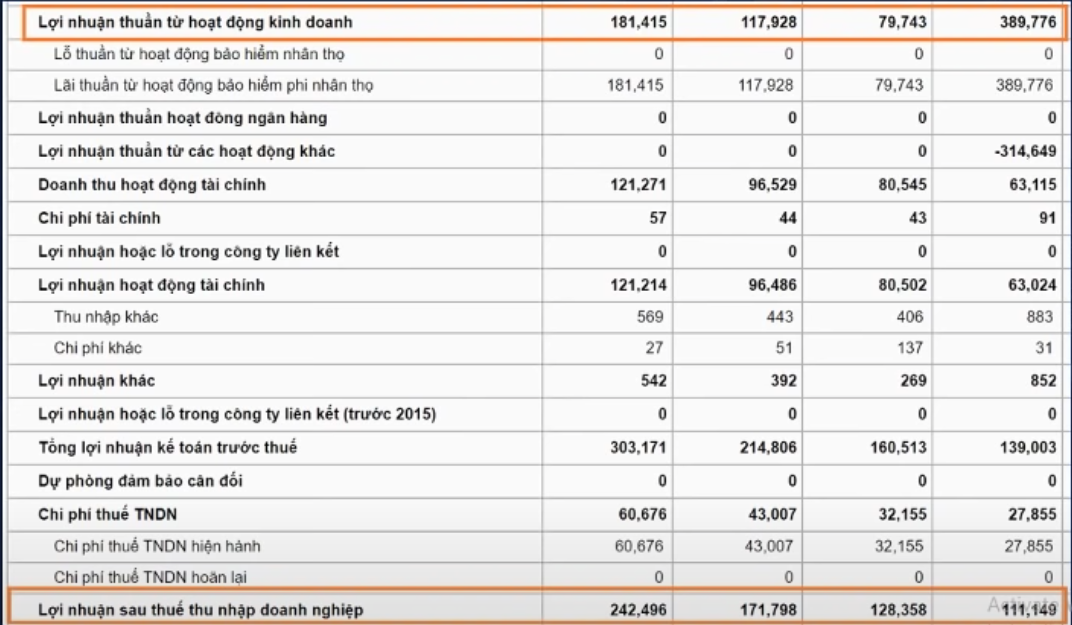 Lợi nhuận thuần từ hoạt động kinh doanh 181,415 117,928 79,743 389,776
Lỗ thuần từ hoạt động bảo hiểm nhân thọ 0 0 0 0
Lãi thuần từ hoạt động bảo hiểm phi nhân thọ 181,415 117,928 79,743 389,776
Lợi nhuận thuần hoạt đông ngân hàng 0 0 0 0
Lợi nhuận thuần từ các hoạt động khác 0 0 0 -314,649
Doanh thu hoạt động tài chính 121,271 96,529 80,545 63,115
Chi phí tài chính 57 44 43 91
Lợi nhuận hoặc lỗ trong công ty liên kết 0 0 0 0
Lợi nhuận hoạt động tài chính 121,214 96,486 80,502 63,024
Thu nhập khác 569 443 406 883
Chi phí khác 27 51 137 31
Lợi nhuận khác 542 392 269 852
Lợi nhuận hoặc lỗ trong công ty liên kết (trước 2015) 0 0 0 0
Tổng lợi nhuận kế toán trước thuế 303,171 214,806 160,513 139,003
Dự phòng đảm bảo cân đối 0 0 0 0
Chi phí thuế TNDN 60,676 43,007 32,155 27,855
Chi phí thuế TNDN hiện hành 60,676 43,007 32,155 27,855
Chi phí thuế TNDN hoãn lại 0 0 0 0
Lợi nhuận sau thuế thu nhập doanh nghiệp 242,496 171,798 128,358 111,149